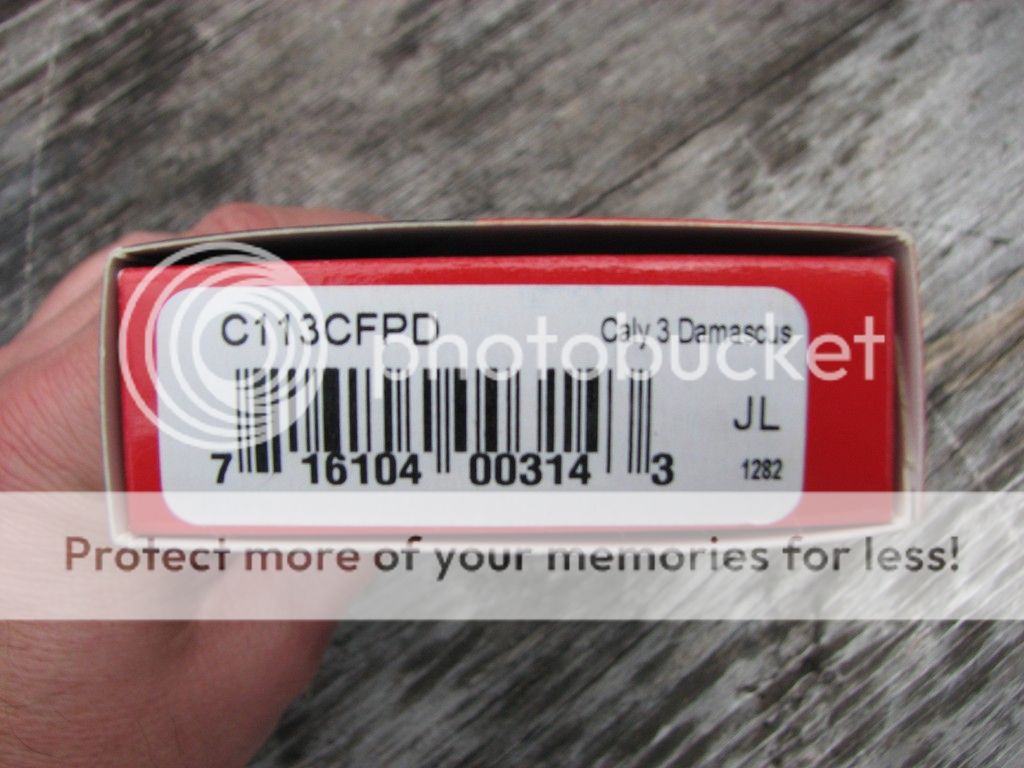 C113CFPD Caly 3 Damascus
photobucket
JL
7 16104 00314 3 1282
Protect more of your memories for less!